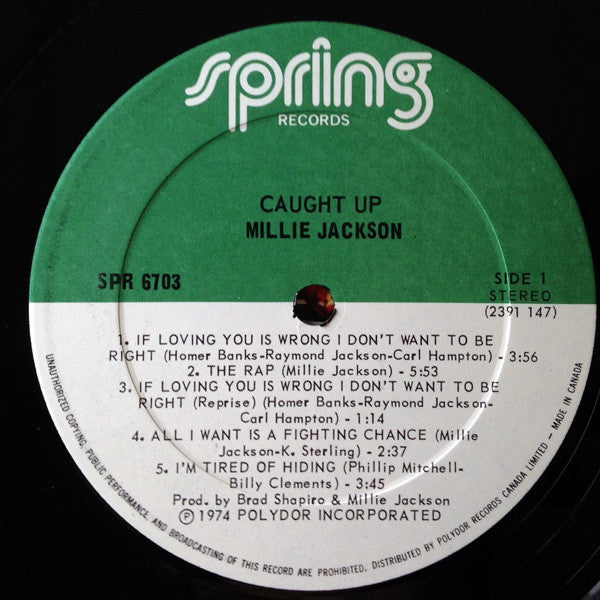 spring
RECORDS
CAUGHT UP
MILLIE JACKSON
SPR 6703
SIDE 1
STEREO
(2391 147)
1. IF LOVING YOU IS WRONG I DON'T WANT TO BE
RIGHT (Homer Banks-Raymond Jackson-Carl Hampton) - 3:56
2. THE RAP (Millie Jackson) - 5:53
3. IF LOVING YOU IS WRONG I DON'T WANT TO BE
RIGHT (Reprise) (Homer Banks-Raymond Jackson-
Carl Hampton) - 1:14
4. ALL I WANT IS A FIGHTING CHANCE (Millie
Jackson-K. Sterling) - 2:37
5. I'M TIRED OF HIDING (Phillip Mitchell-
Billy Clements) - 3:45
Prod. by Brad Shapiro & Millie Jackson
℗ 1974 POLYDOR INCORPORATED
UNAUTHORIZED COPYING, PUBLIC PERFORMANCE AND BROADCASTING OF THIS RECORD ARE PROHIBITED. DISTRIBUTED BY POLYDOR RECORDS CANADA LIMITED - MADE IN CANADA